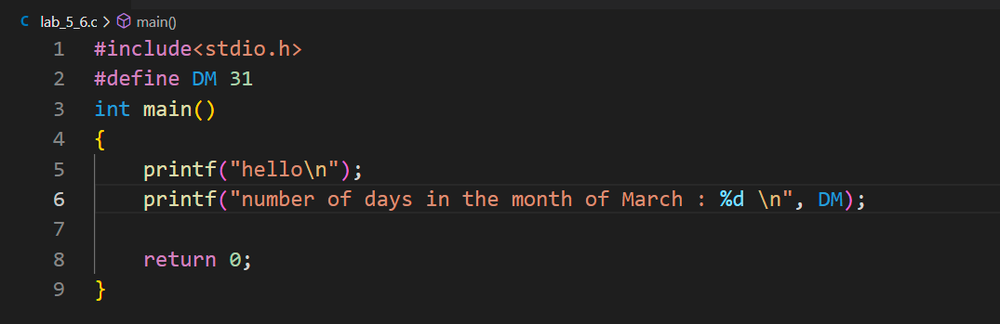 C lab_5_6.c > main()
1 #include<stdio.h>
2 #define DM 31
3 int main()
4 {
5 printf("hello\n");
6 printf("number of days in the month of March : %d \n", DM);
7
8 return 0;
9 }